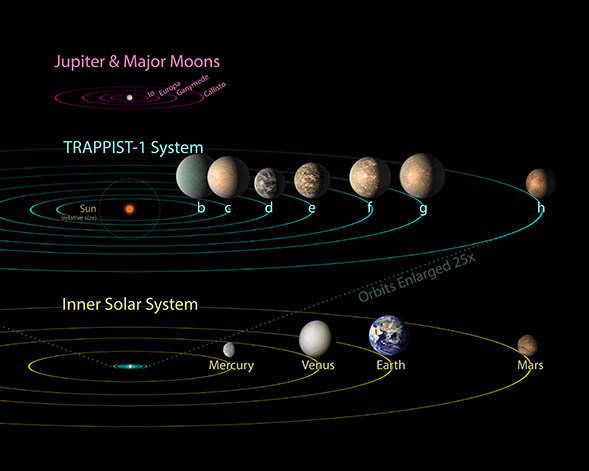 Jupiter & Major Moons
Io
Europa
Ganymede
Callisto
TRAPPIST-1 System
Sun
(relative size)
b
c
d
e
f
g
h
Orbits Enlarged 25x
Inner Solar System
Mercury
Venus
Earth
Mars